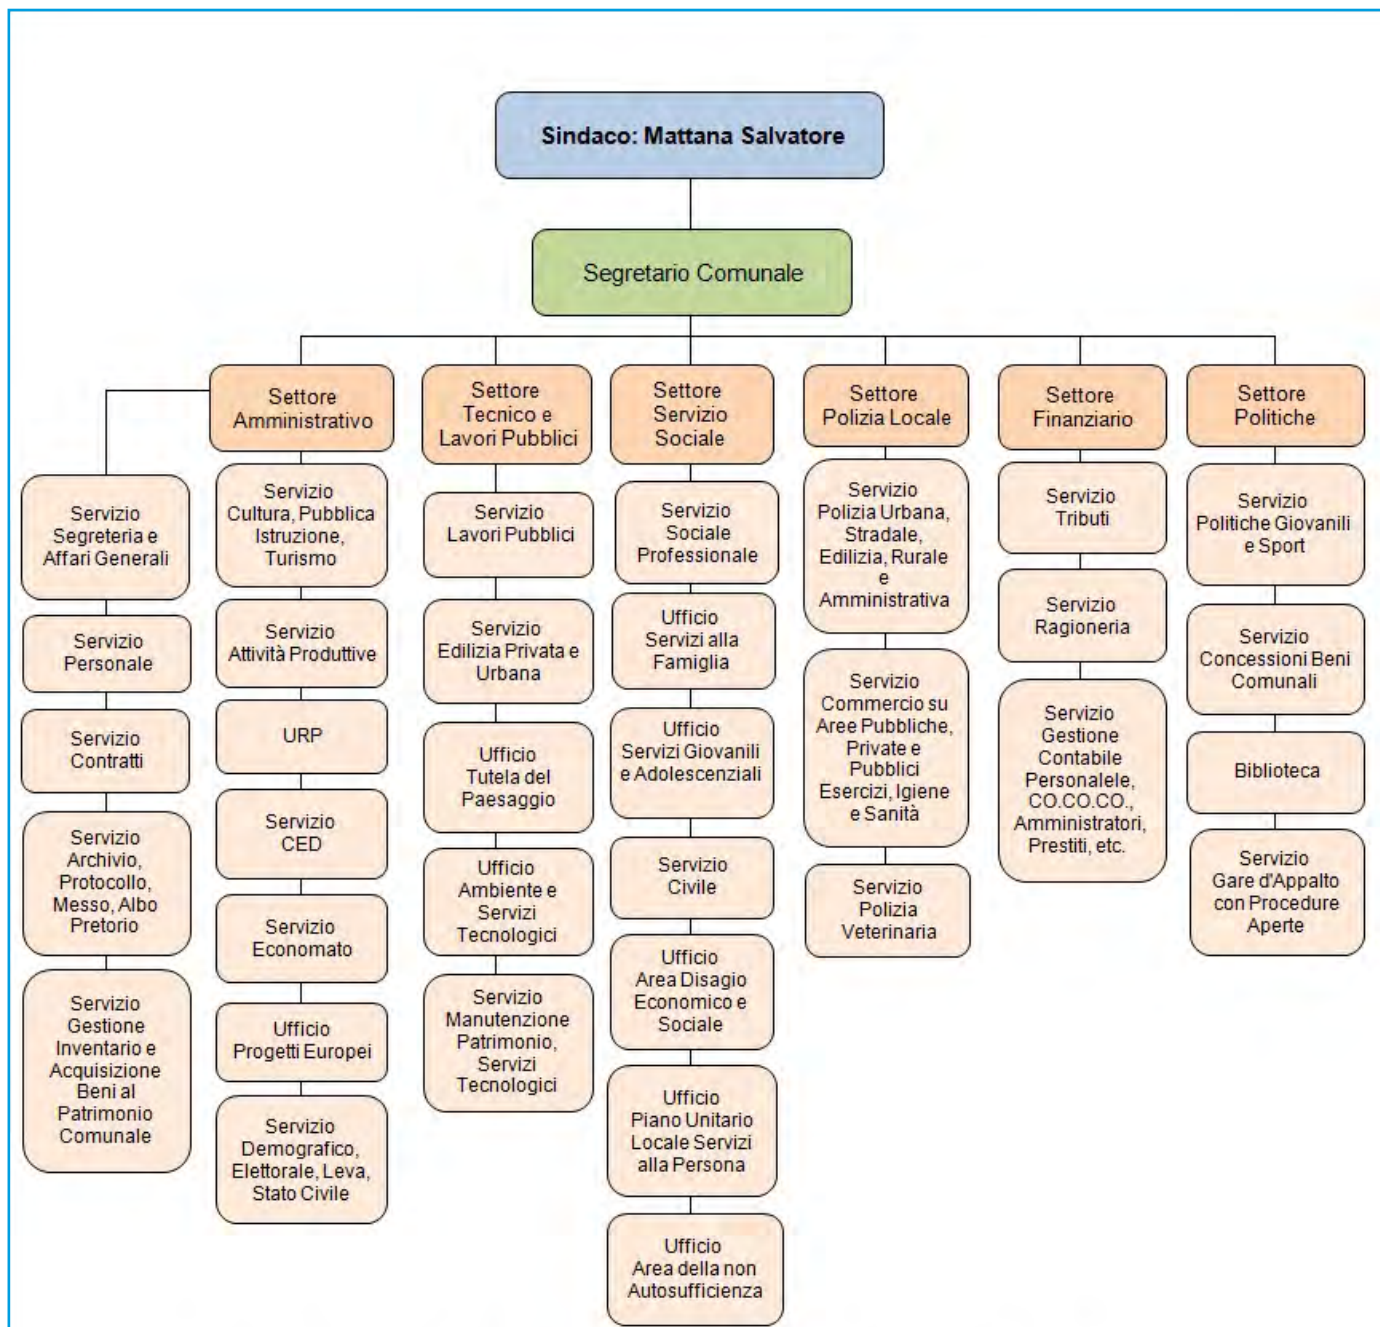 Sindaco: Mattana Salvatore
Segretario Comunale
Settore
Amministrativo
Servizio
Segreteria e
Affari Generali
Servizio
Personale
Servizio
Contratti
Servizio
Archivio,
Protocollo,
Messo, Albo
Pretorio
Servizio
Gestione
Inventario e
Acquisizione
Beni al
Patrimonio
Comunale
Servizio
Cultura, Pubblica
Istruzione,
Turismo
Servizio
Attività Produttive
URP
Servizio
CED
Servizio
Economato
Ufficio
Progetti Europei
Servizio
Demografico,
Elettorale, Leva,
Stato Civile
Settore
Tecnico e
Lavori Pubblici
Servizio
Lavori Pubblici
Servizio
Edilizia Privata e
Urbana
Ufficio
Tutela del
Paesaggio
Ufficio
Ambiente e
Servizi
Tecnologici
Servizio
Manutenzione
Patrimonio,
Servizi
Tecnologici
Settore
Servizio
Sociale
Servizio
Sociale
Professionale
Ufficio
Servizi alla
Famiglia
Ufficio
Servizi Giovanili
e Adolescenziali
Servizio
Civile
Ufficio
Area Disagio
Economico e
Sociale
Ufficio
Piano Unitario
Locale Servizi
alla Persona
Ufficio
Area della non
Autosufficienza
Settore
Polizia Locale
Servizio
Polizia Urbana,
Stradale,
Edilizia, Rurale
e
Amministrativa
Servizio
Commercio su
Aree Pubbliche,
Private e
Pubblici
Esercizi, Igiene
e Sanità
Servizio
Polizia
Veterinaria
Settore
Finanziario
Servizio
Tributi
Servizio
Ragioneria
Servizio
Gestione
Contabile
Personalele,
CO.CO.CO.,
Amministratori,
Prestiti, etc.
Settore
Politiche
Servizio
Politiche Giovanili
e Sport
Servizio
Concessioni Beni
Comunali
Biblioteca
Servizio
Gare d'Appalto
con Procedure
Aperte